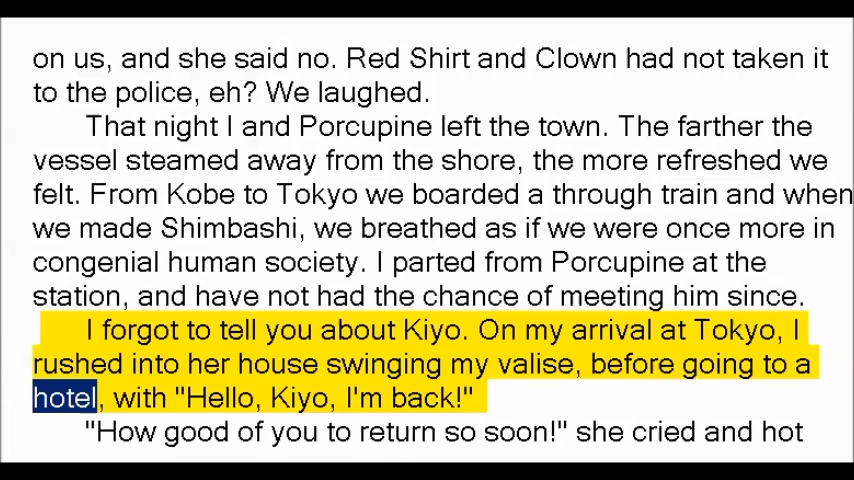 on us, and she said no. Red Shirt and Clown had not taken it
to the police, eh? We laughed.
That night I and Porcupine left the town. The farther the
vessel steamed away from the shore, the more refreshed we
felt. From Kobe to Tokyo we boarded a through train and when
we made Shimbashi, we breathed as if we were once more in
congenial human society. I parted from Porcupine at the
station, and have not had the chance of meeting him since.
I forgot to tell you about Kiyo. On my arrival at Tokyo, I
rushed into her house swinging my valise, before going to a
hotel, with "Hello, Kiyo, I'm back!"
"How good of you to return so soon!" she cried and hot